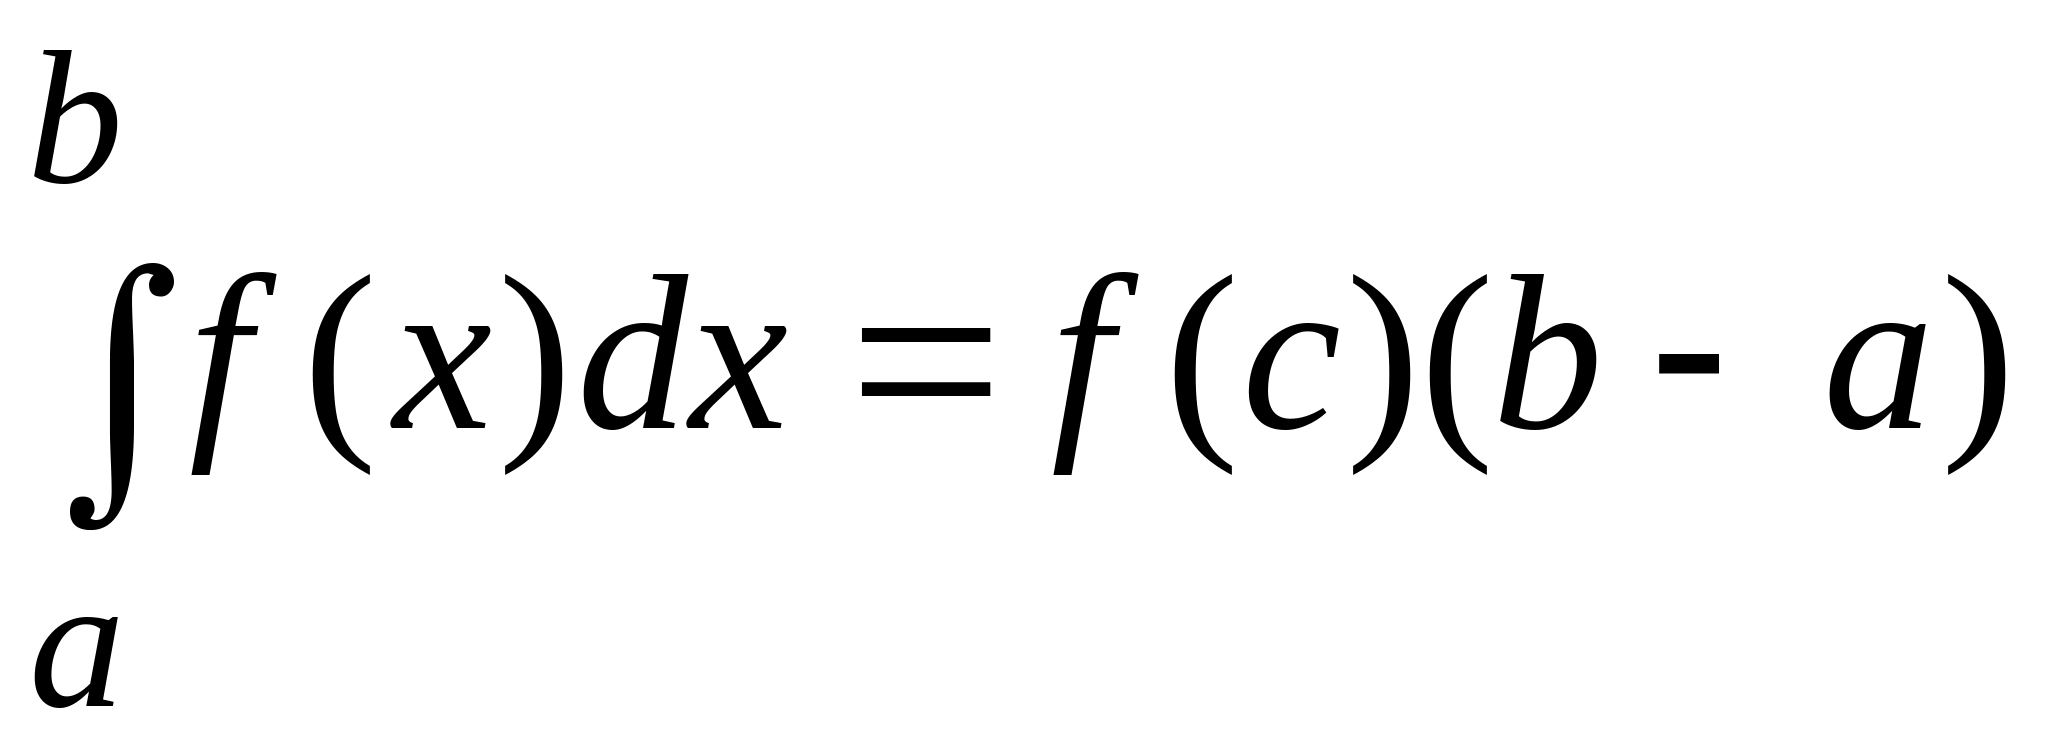 b
∫f(x)dx = f(c)(b - a)
a